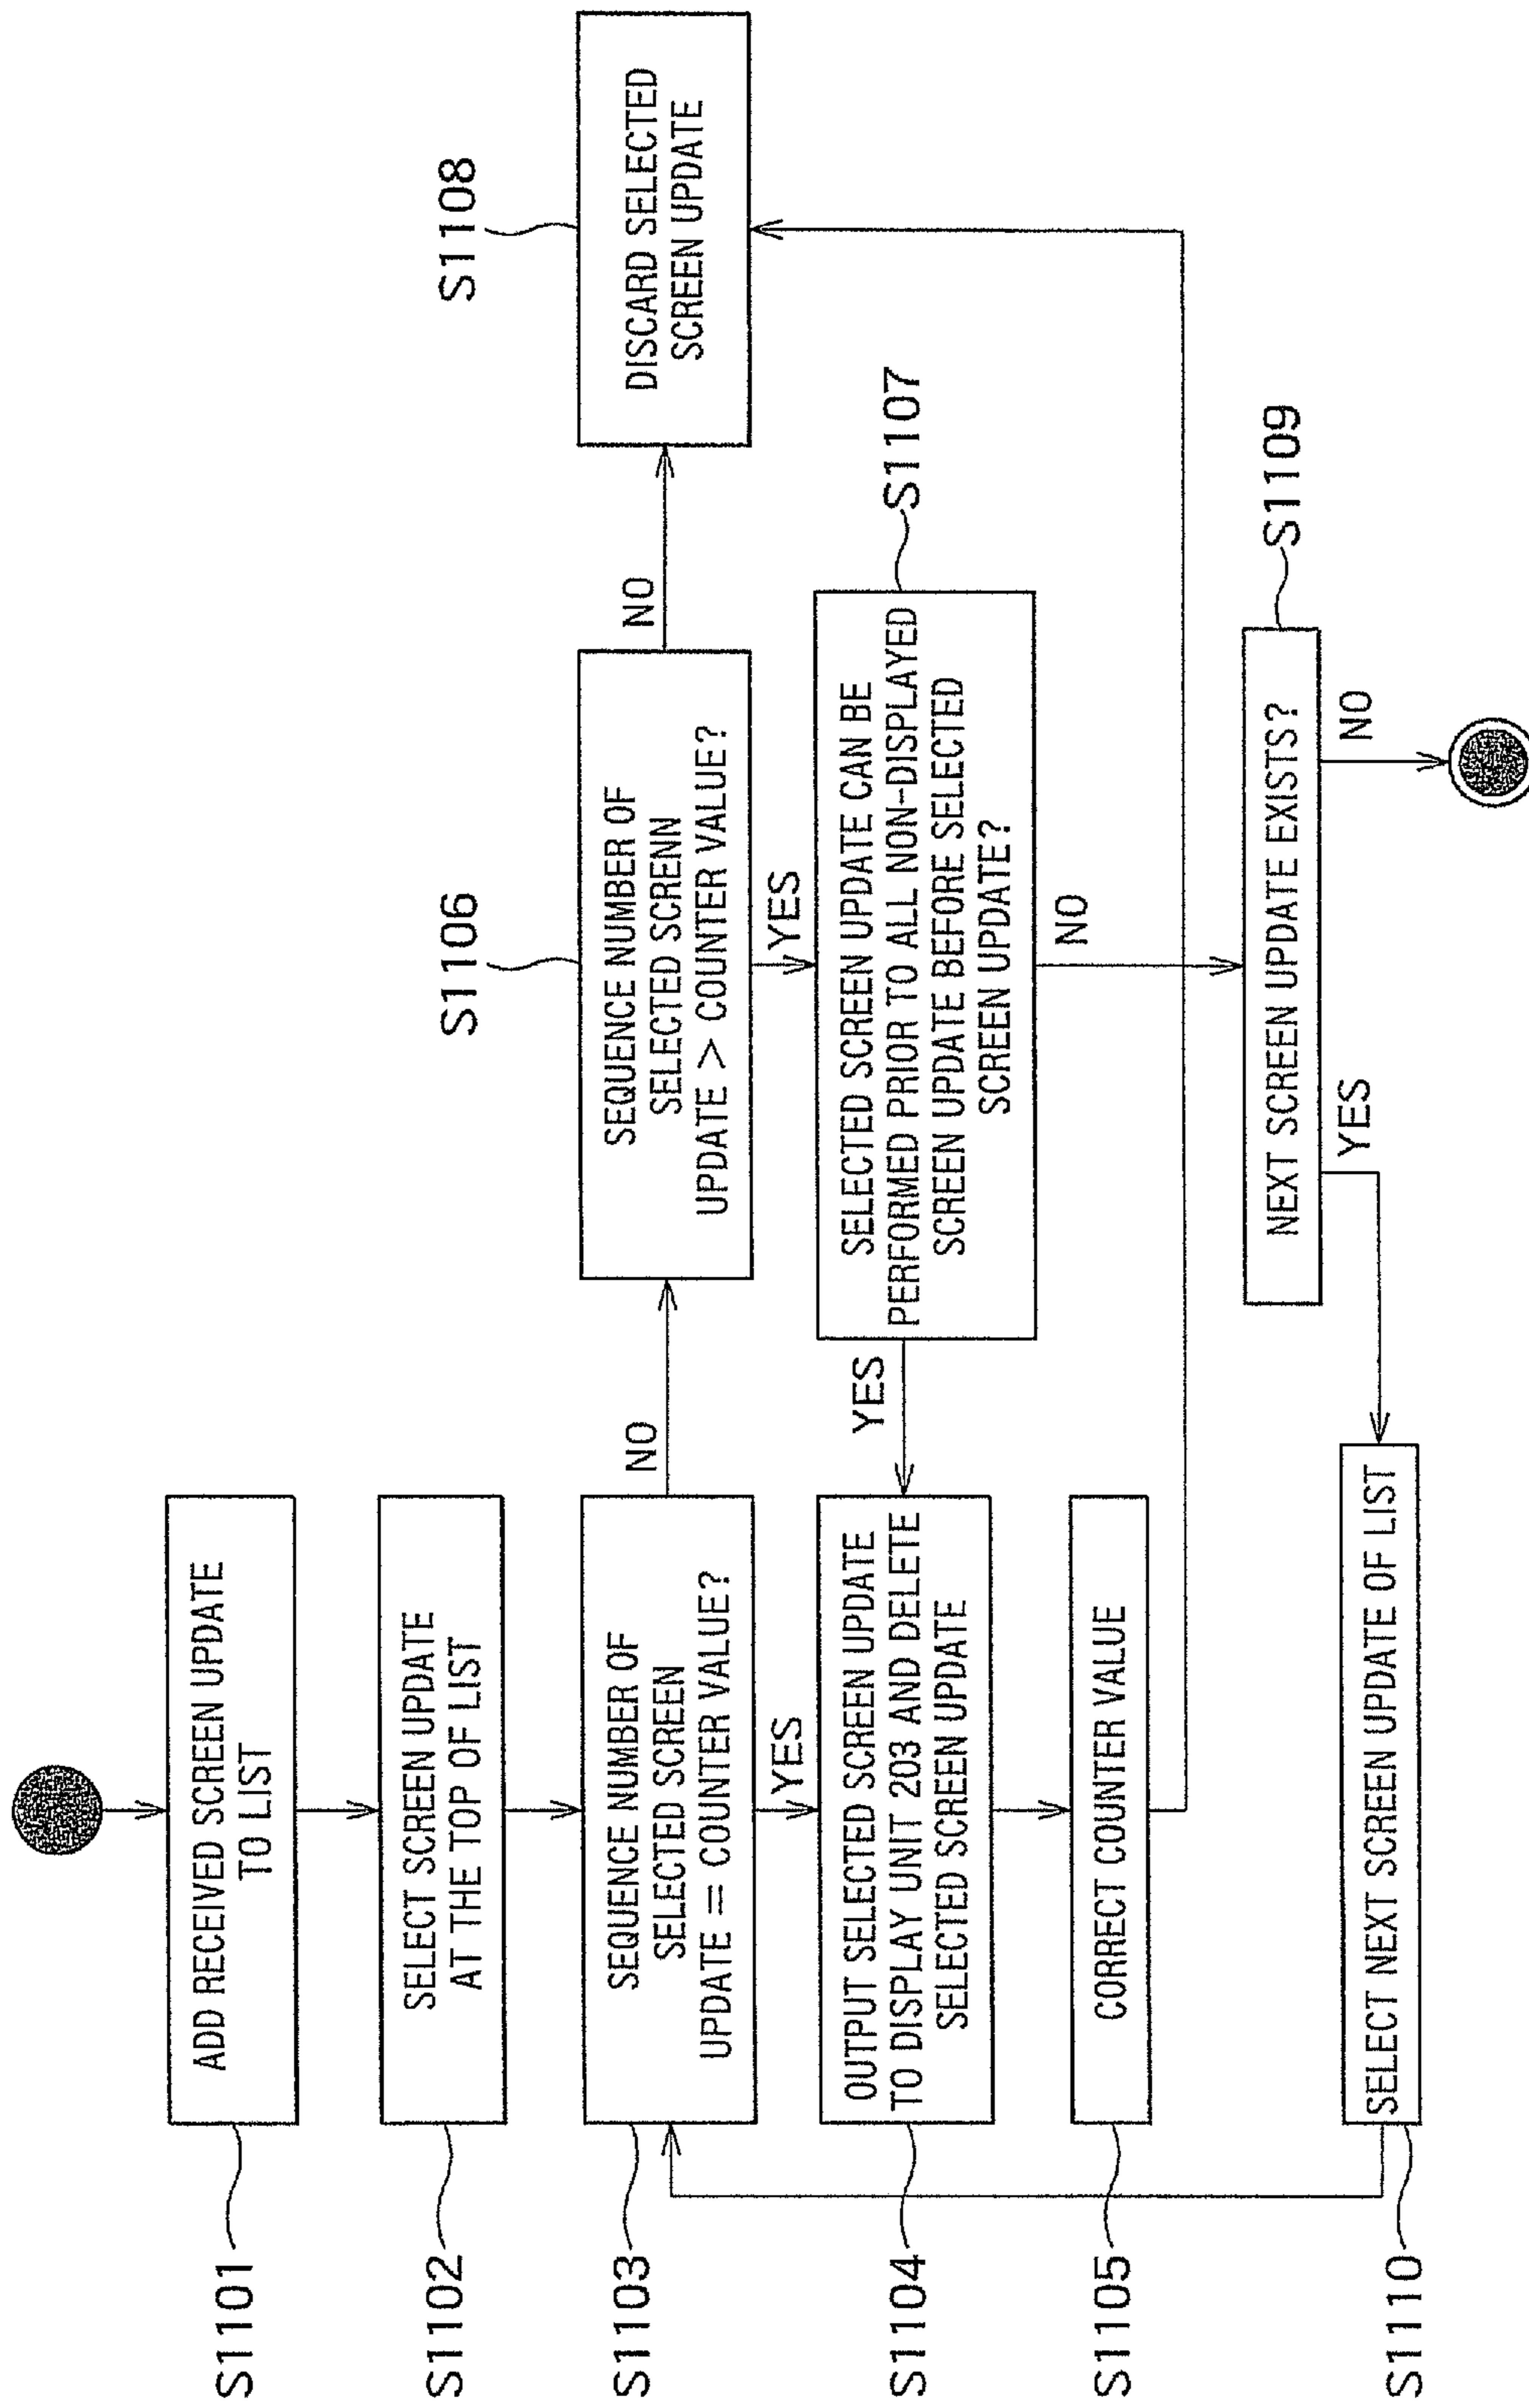 S1101
ADD RECEIVED SCREEN UPDATE
TO LIST
S1102
SELECT SCREEN UPDATE
AT THE TOP OF LIST
S1103
SEQUENCE NUMBER OF
SELECTED SCREEN
UPDATE = COUNTER VALUE?
NO
YES
S1106
SEQUENCE NUMBER OF
SELECTED SCRENN
UPDATE > COUNTER VALUE?
NO
YES
S1108
DISCARD SELECTED
SCREEN UPDATE
S1104
OUTPUT SELECTED SCREEN UPDATE
TO DISPLAY UNIT 203 AND DELETE
SELECTED SCREEN UPDATE
YES
S1107
SELECTED SCREEN UPDATE CAN BE
PERFORMED PRIOR TO ALL NON-DISPLAYED
SCREEN UPDATE BEFORE SELECTED
SCREEN UPDATE?
NO
S1105
CORRECT COUNTER VALUE
S1109
NEXT SCREEN UPDATE EXISTS?
YES
NO
S1110
SELECT NEXT SCREEN UPDATE OF LIST